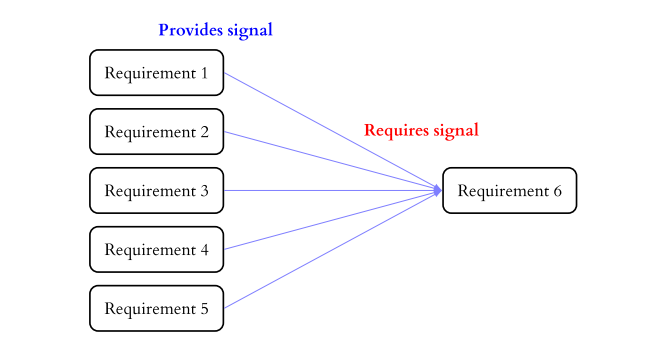 Provides signal
Requirement 1
Requirement 2
Requires signal
Requirement 3
Requirement 6
Requirement 4
Requirement 5